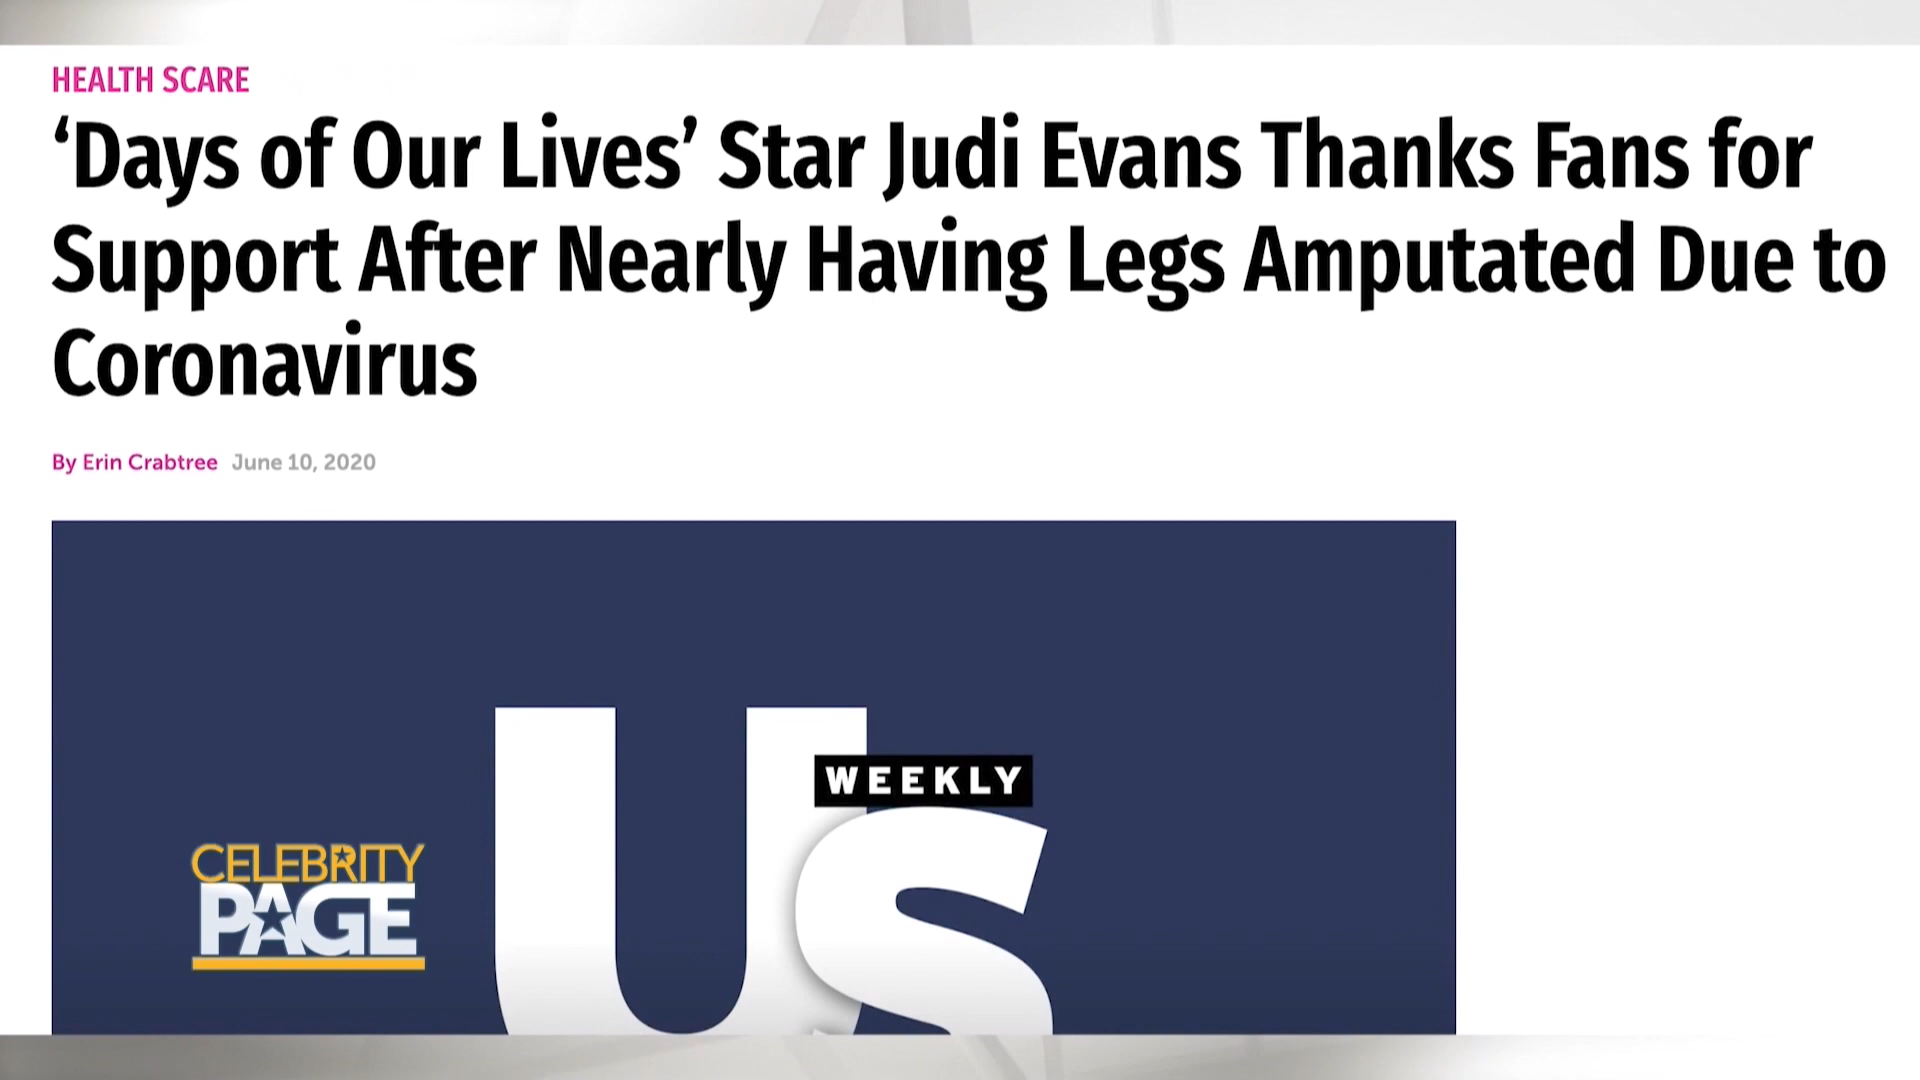 HEALTH SCARE
‘Days of Our Lives’ Star Judi Evans Thanks Fans for
Support After Nearly Having Legs Amputated Due to
Coronavirus
By Erin Crabtree June 10, 2020
Us
WEEKLY
CELEBRITY
PAGE